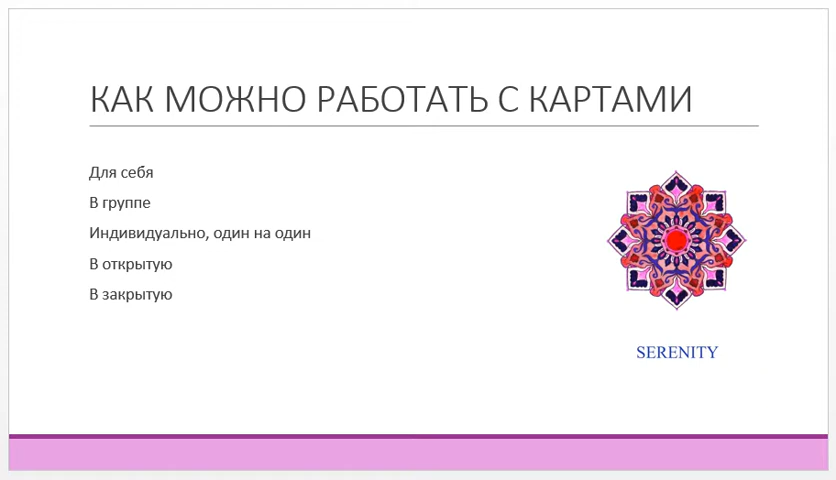 КАК МОЖНО РАБОТАТЬ С КАРТАМИ
Для себя
В группе
Индивидуально, один на один
В открытую
В закрытую
SERENITY